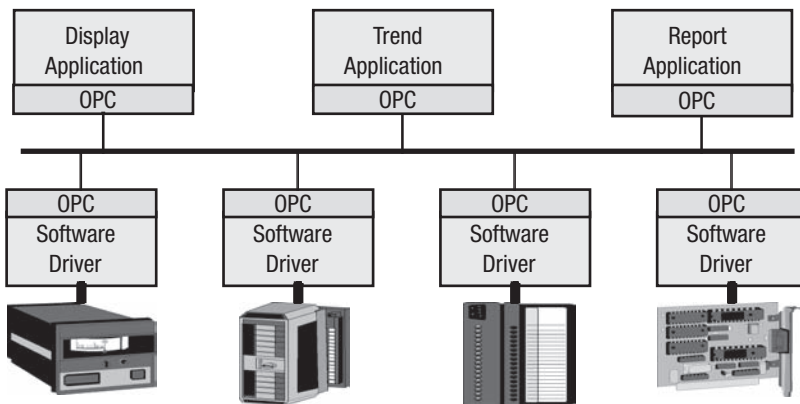 Display
Application
OPC
Trend
Application
OPC
Report
Application
OPC
OPC
Software
Driver
OPC
Software
Driver
OPC
Software
Driver
OPC
Software
Driver